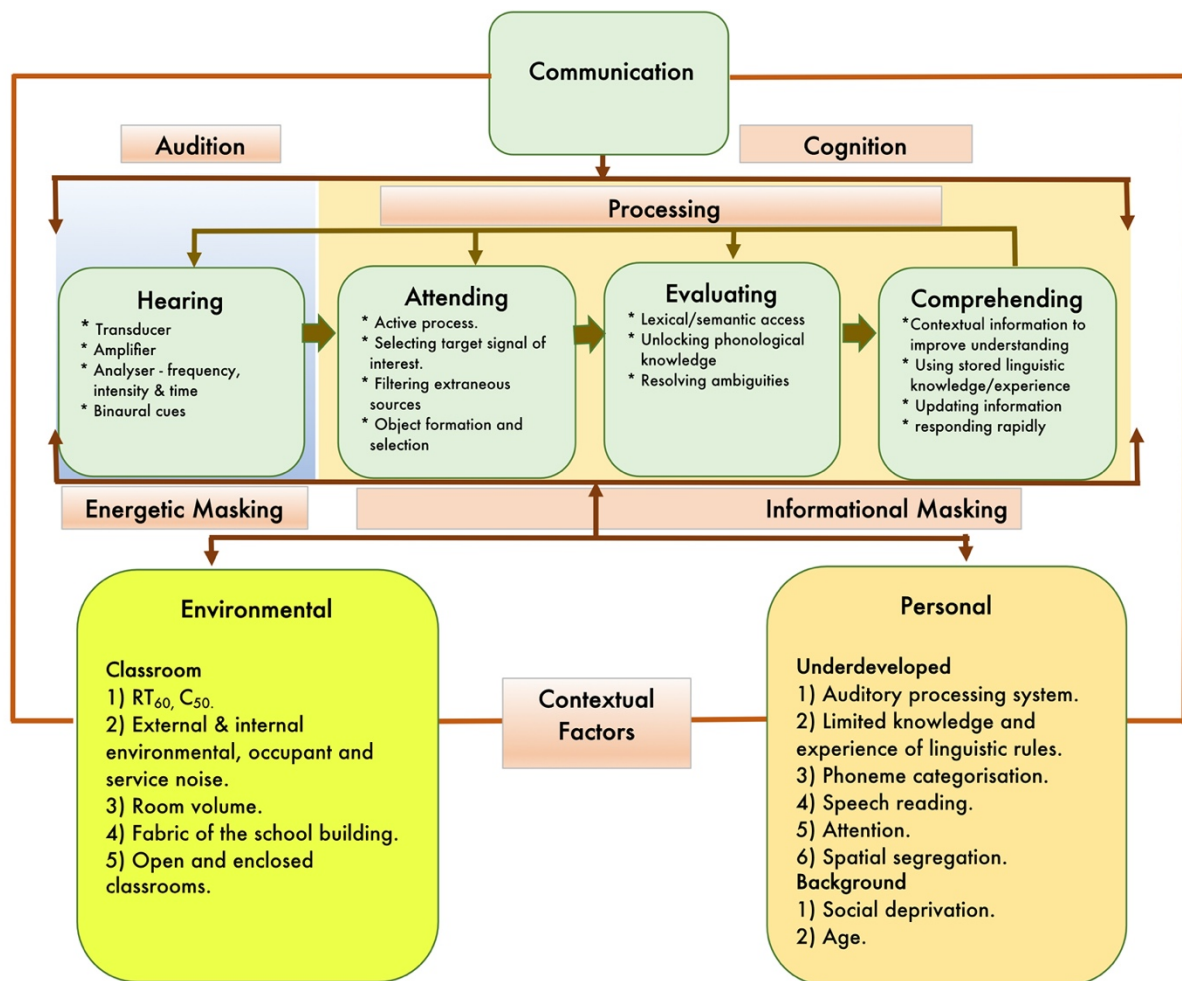 Communication
Audition
Cognition
Processing
Hearing
* Transducer
* Amplifier
* Analyser - frequency,
intensity & time
* Binaural cues
Attending
* Active process.
* Selecting target signal of
interest.
* Filtering extraneous
sources
* Object formation and
selection
Evaluating
* Lexical/semantic access
* Unlocking phonological
knowledge
* Resolving ambiguities
Comprehending
*Contextual information to
improve understanding
* Using stored linguistic
knowledge/experience
* Updating information
* responding rapidly
Energetic Masking
Informational Masking
Environmental
Classroom
1) RT60, C50.
2) External & internal
environmental, occupant and
service noise.
3) Room volume.
4) Fabric of the school building.
5) Open and enclosed
classrooms.
Contextual
Factors
Personal
Underdeveloped
1) Auditory processing system.
2) Limited knowledge and
experience of linguistic rules.
3) Phoneme categorisation.
4) Speech reading.
5) Attention.
6) Spatial segregation.
Background
1) Social deprivation.
2) Age.